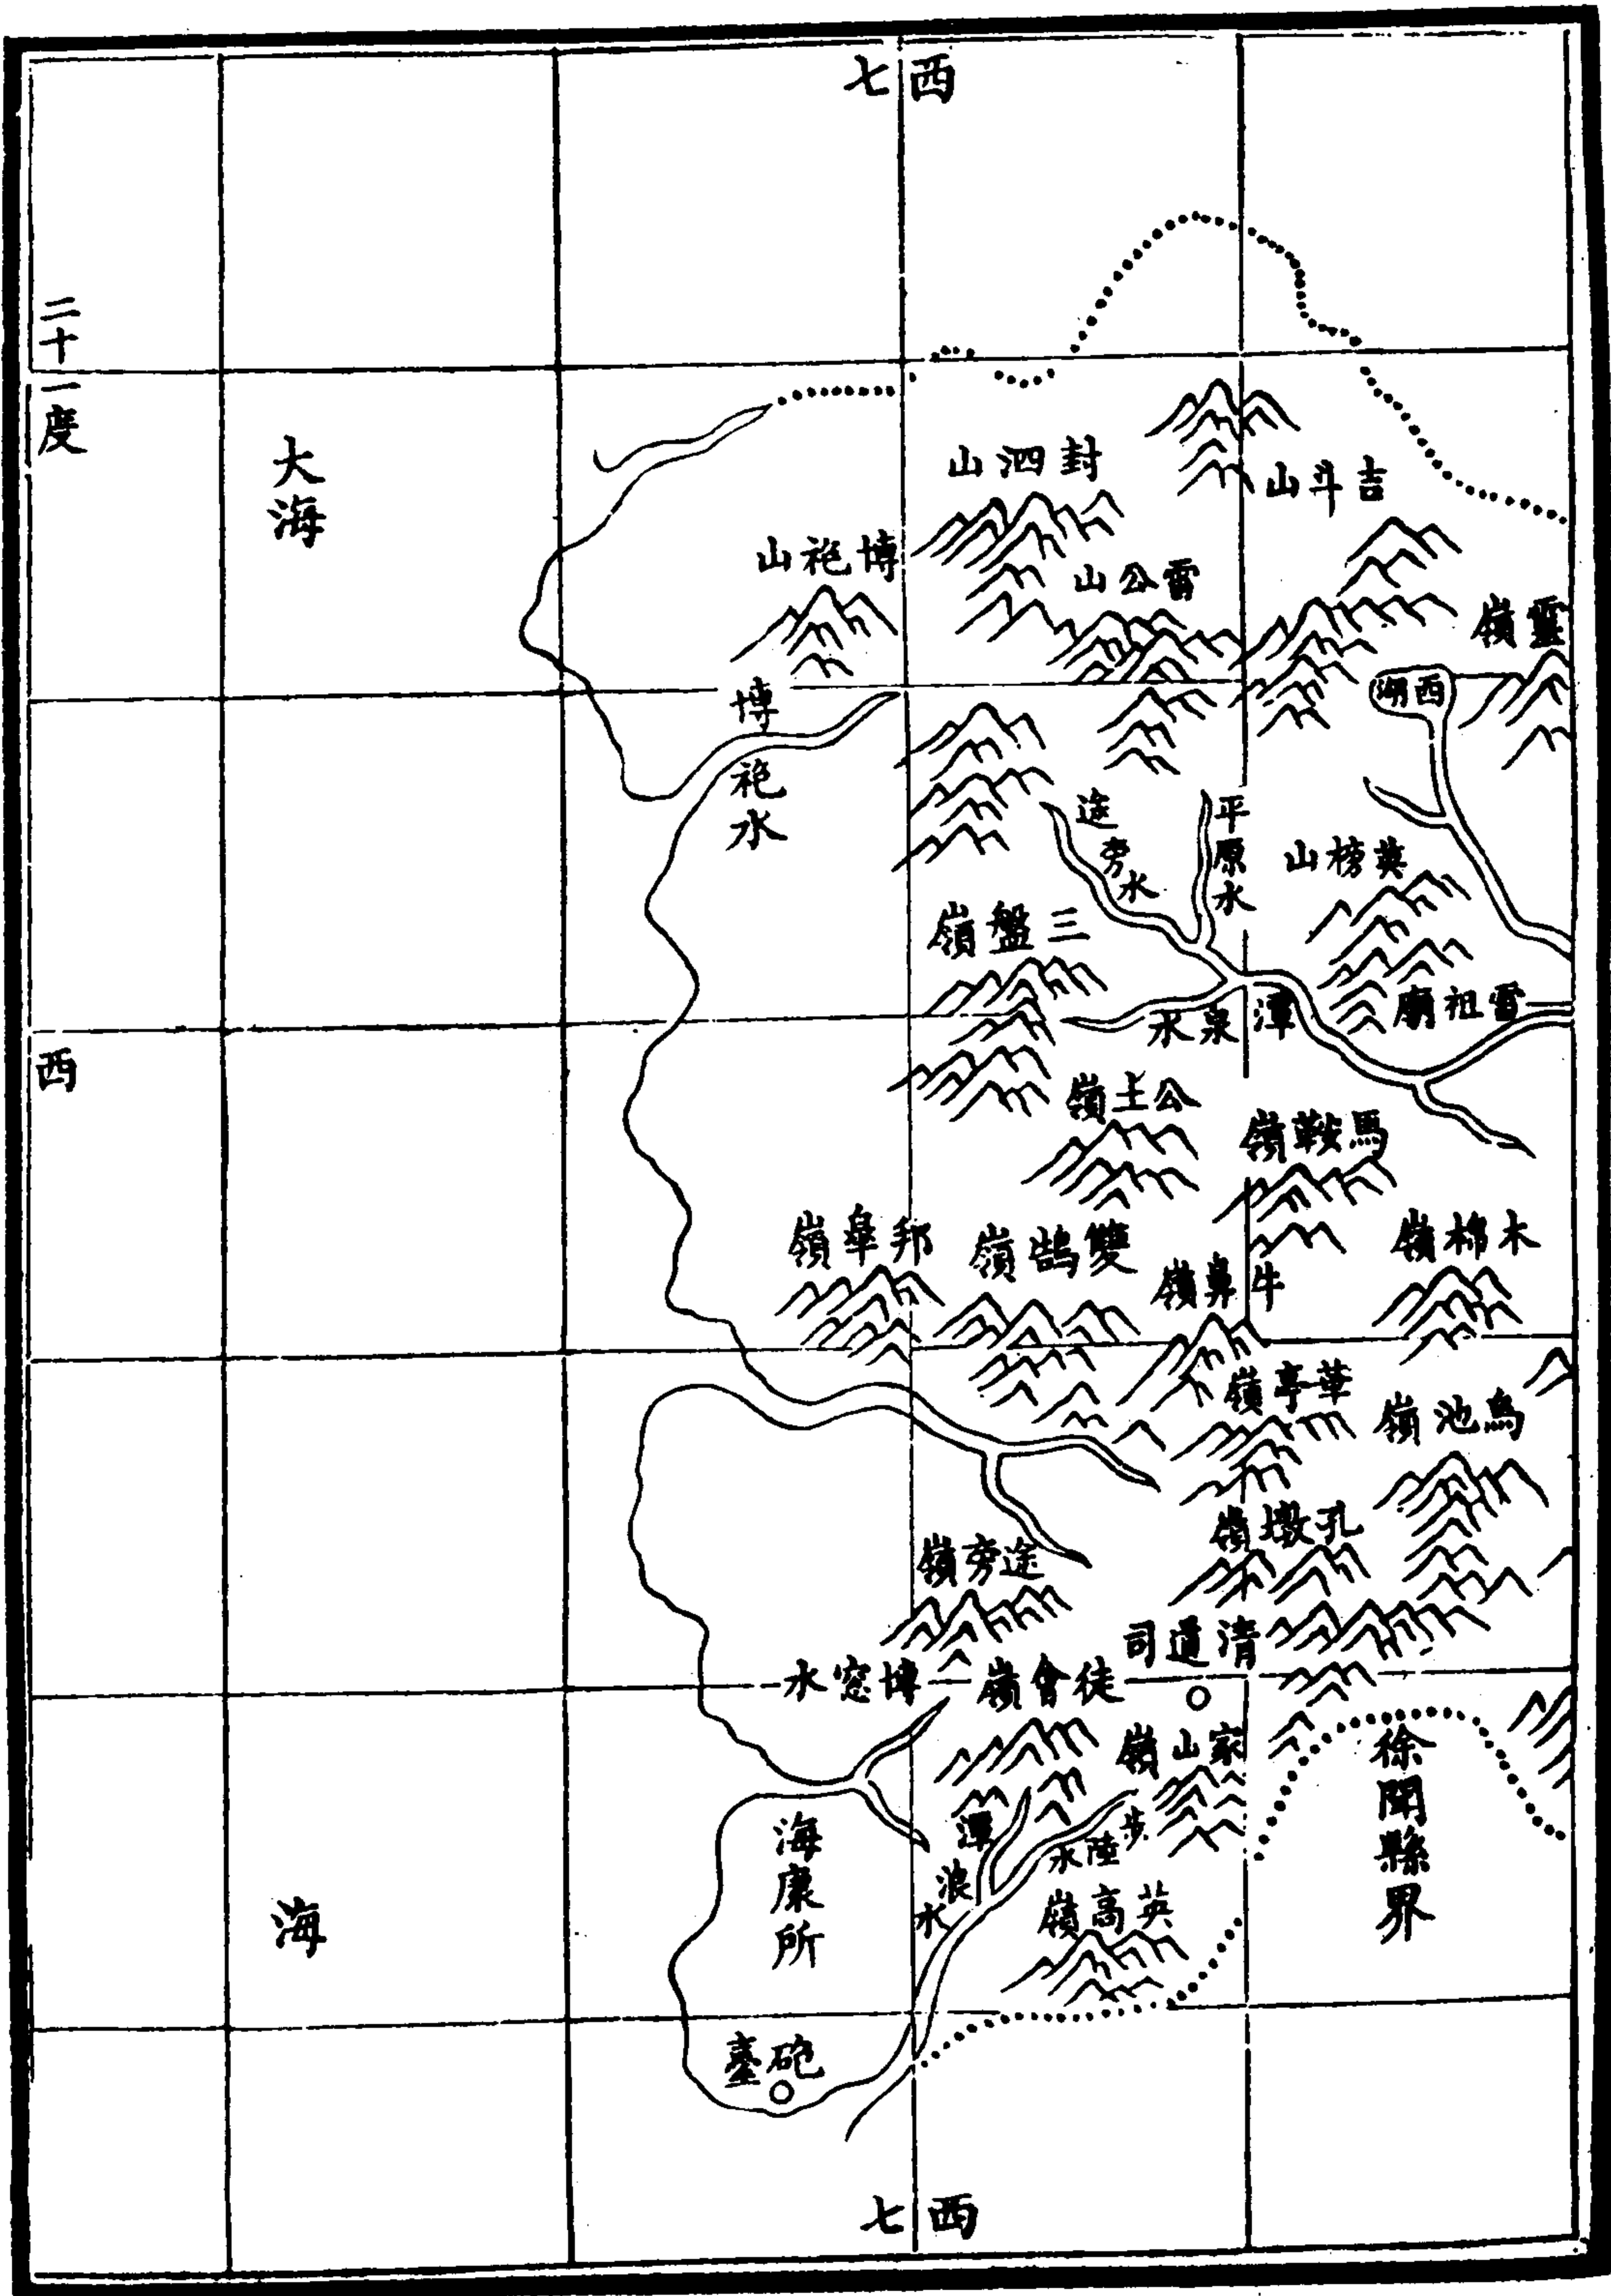 西七
二十一度
大海
封泗山
吉斗山
博袍山
雷公山
靈嶺
西湖
博袍水
途旁水
平原水
英榜山
三盤嶺
潭泉水
雷祖廟
西
公土嶺
馬鞍嶺
邦皐嶺
雙鵠嶺
牛鼻嶺
木棉嶺
華亭嶺
烏池嶺
孔墩嶺
途旁嶺
清道司
博窓水
徒會嶺
家山嶺
徐聞縣界
海康所
潭浪水
步陸水
英高嶺
海
砲臺
西七